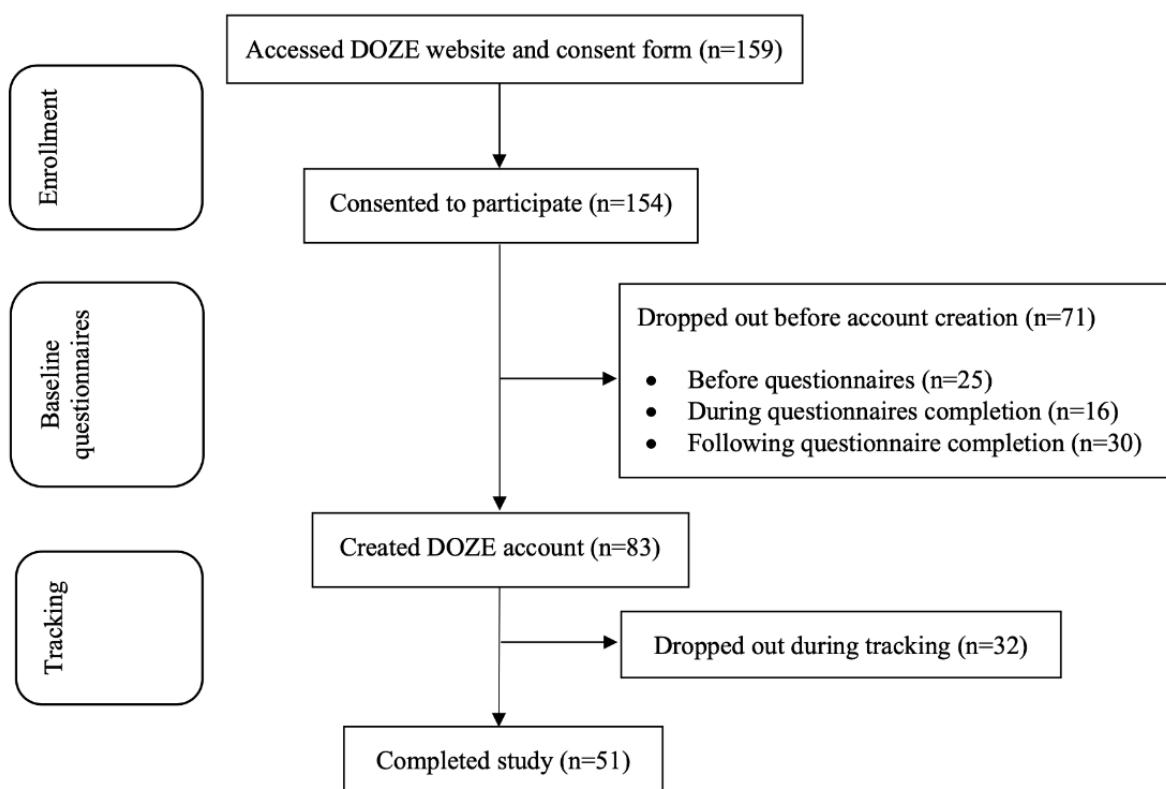 Accessed DOZE website and consent form (n=159)
Enrollment
Consented to participate (n=154)
Baseline
questionnaires
Dropped out before account creation (n=71)
• Before questionnaires (n=25)
• During questionnaires completion (n=16)
• Following questionnaire completion (n=30)
Created DOZE account (n=83)
Tracking
Dropped out during tracking (n=32)
Completed study (n=51)